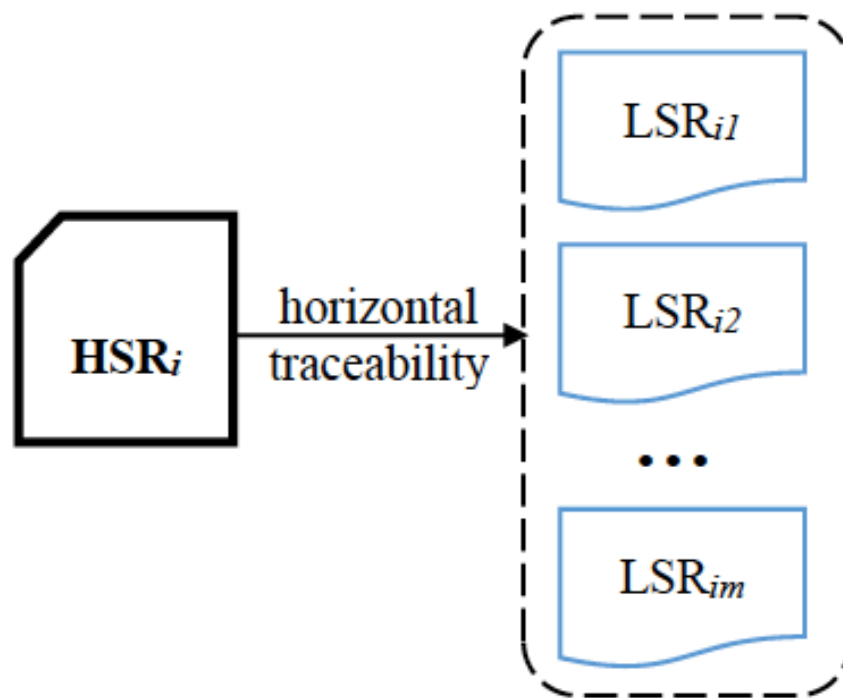 HSRi
horizontal
traceability
LSRi1
LSRi2
...
LSRim